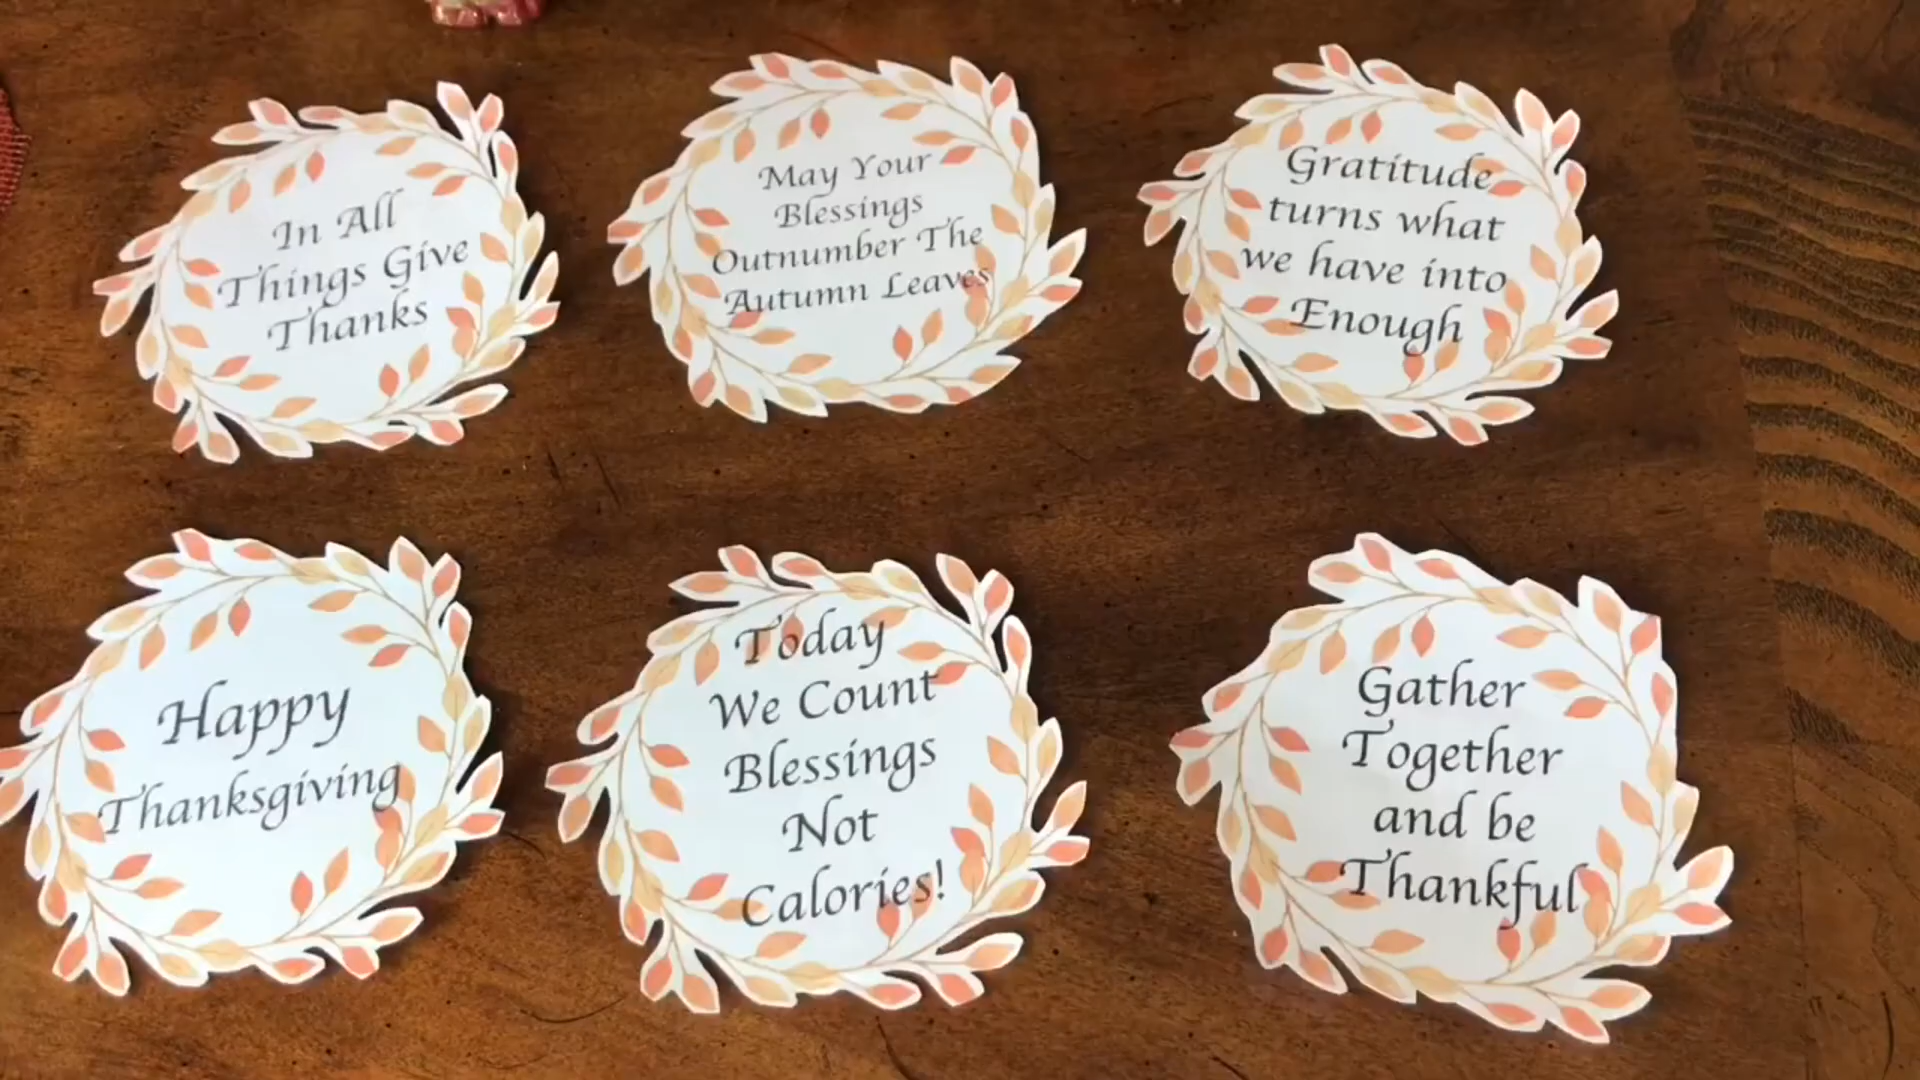 In All
Things Give
Thanks
May Your
Blessings
Outnumber The
Autumn Leaves
Gratitude
turns what
we have into
Enough
Happy
Thanksgiving
Today
We Count
Blessings
Not
Calories!
Gather
Together
and be
Thankful